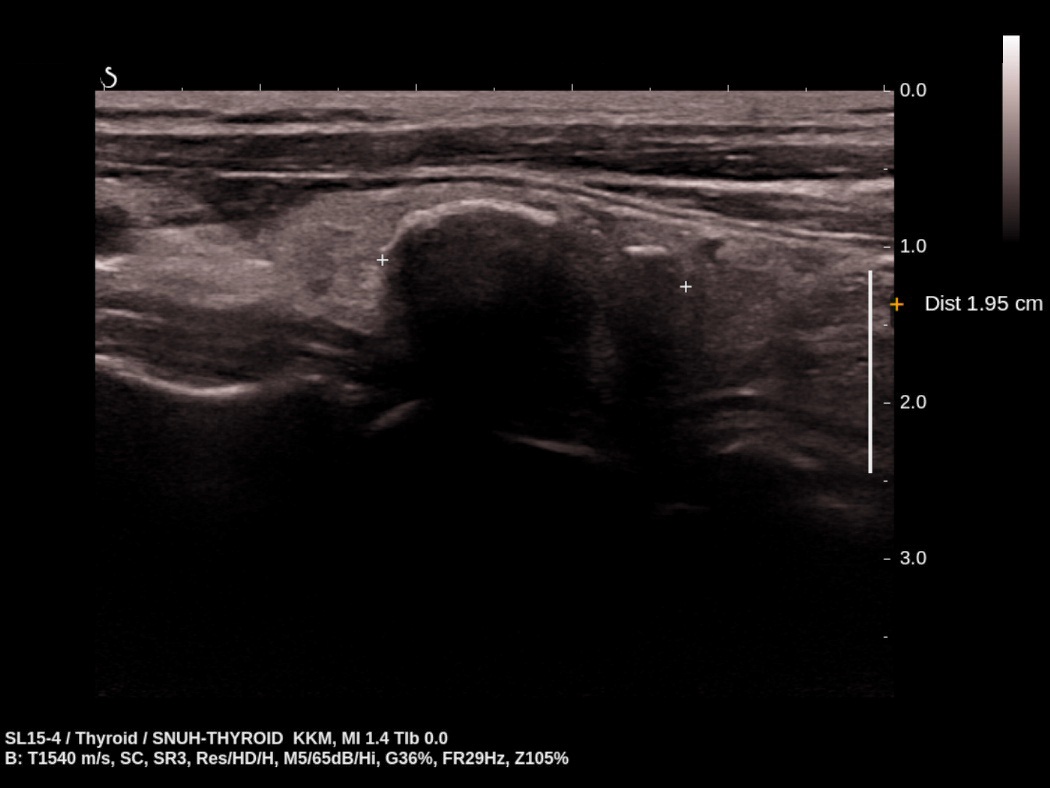 S
0.0
1.0
Dist 1.95 cm
2.0
3.0
SL15-4 / Thyroid / SNUH-THYROID KKM, MI 1.4 TIb 0.0
B: T1540 m/s, SC, SR3, Res/HD/H, M5/65dB/Hi, G36%, FR29Hz, Z105%